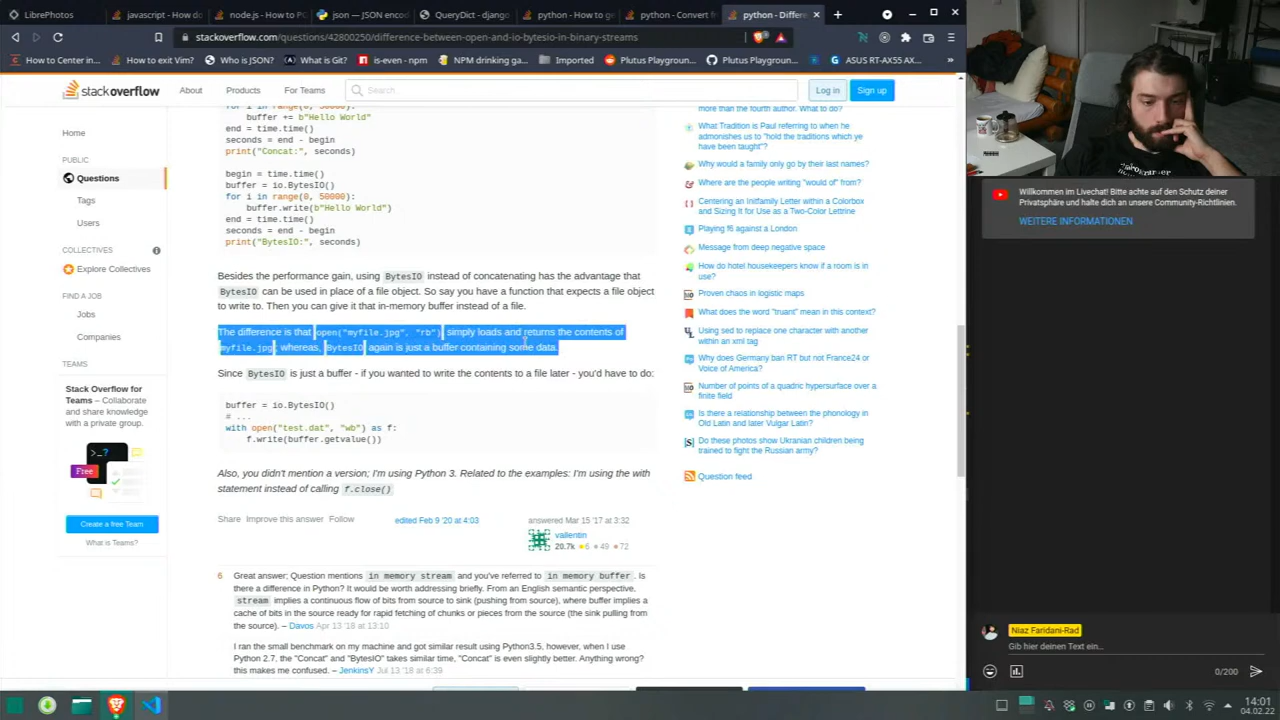 LibrePhotos
javascript - How do
node.js - How to PO
json — JSON encod
QueryDict - django
python - How to ge
python - Convert f
python - Differe
stackoverflow.com/questions/42800250/difference-between-open-and-io-bytesio-in-binary-streams
How to Center in...
How to exit Vim?
Who is JSON?
What is Git?
is-even - npm
NPM drinking ga...
Imported
Plutus Playgroun...
Plutus Playgroun...
ASUS RT-AX55 AX...
stackoverflow
About
Products
For Teams
Search
Log in
Sign up
Home
PUBLIC
Questions
Tags
Users
COLLECTIVES
Explore Collectives
FIND A JOB
Jobs
Companies
TEAMS
Stack Overflow for
Teams – Collaborate
and share knowledge
with a private group.
Free
Create a free Team
What is Teams?
for i in range(0, 50000):
buffer += b"Hello World"
end = time.time()
seconds = end - begin
print("Concat:", seconds)
begin = time.time()
buffer = io.BytesIO()
for i in range(0, 50000):
buffer.write(b"Hello World")
end = time.time()
seconds = end - begin
print("BytesIO:", seconds)
Besides the performance gain, using BytesIO instead of concatenating has the advantage that
BytesIO can be used in place of a file object. So say you have a function that expects a file object
to write to. Then you can give it that in-memory buffer instead of a file.
The difference is that open("myfile.jpg", "rb") simply loads and returns the contents of
myfile.jpg; whereas, BytesIO again is just a buffer containing some data.
Since BytesIO is just a buffer - if you wanted to write the contents to a file later - you'd have to do:
buffer = io.BytesIO()
# ...
with open("test.dat", "wb") as f:
f.write(buffer.getvalue())
Also, you didn't mention a version; I'm using Python 3. Related to the examples: I'm using the with
statement instead of calling f.close()
Share Improve this answer Follow
edited Feb 9 '20 at 4:03
answered Mar 15 '17 at 3:32
vallentin
20.7k 6 49 72
6 Great answer; Question mentions in memory stream and you've referred to in memory buffer. Is
there a difference in Python? It would be worth addressing briefly. From an English semantic perspective,
stream implies a continuous flow of bits from source to sink (pushing from source), where buffer implies a
cache of bits in the source ready for rapid fetching of chunks or pieces from the source (the sink pulling from
the source). – Davos Apr 13 '18 at 13:10
I ran the small benchmark on my machine and got similar result using Python3.5, however, when I use
Python 2.7, the "Concat" and "BytesIO" takes similar time, "Concat" is even slightly better. Anything wrong?
this makes me confused. – JenkinsY Jul 13 '18 at 6:39
more than the fourth author. What to do?
What Tradition is Paul referring to when he
admonishes us to "hold the traditions which ye
have been taught"?
Why would a family only go by their last names?
Where are the people writing "would of" from?
Centering an Initfamily Letter within a Colorbox
and Sizing It for Use as a Two-Color Lettrine
Playing f6 against a London
Message from deep negative space
How do hotel housekeepers know if a room is in
use?
Proven chaos in logistic maps
What does the word "truant" mean in this context?
Using sed to replace one character with another
within an xml tag
Why does Germany ban RT but not France24 or
Voice of America?
Number of points of a quadric hypersurface over a
finite field
Is there a relationship between the phonology in
Old Latin and later Vulgar Latin?
Do these photos show Ukranian children being
trained to fight the Russian army?
Question feed
Willkommen im Livechat! Bitte achte auf den Schutz deiner
Privatsphäre und halte dich an unsere Community-Richtlinien.
WEITERE INFORMATIONEN
Niaz Faridani-Rad
Gib hier deinen Text ein...
0/200
14:01
04.02.22